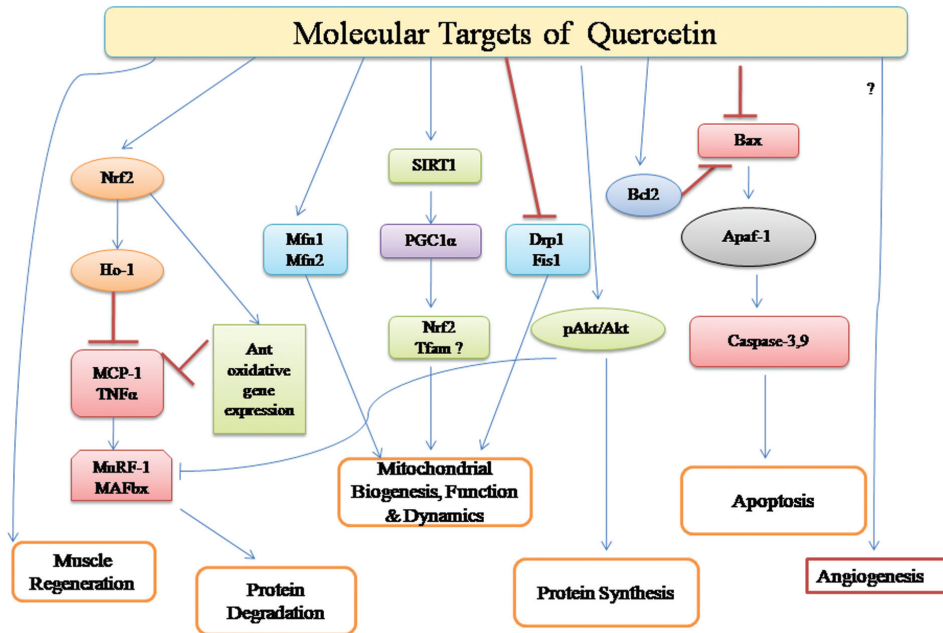 Molecular Targets of Quercetin
?
Bax
Nrf2
SIRT1
Bcl2
Apaf-1
Mfn1
Mfn2
PGC1α
Drp1
Fis1
Ho-1
Nrf2
Tfam ?
pAkt/Akt
Caspase-3,9
MCP-1
TNFα
Ant
oxidative
gene
expression
MuRF-1
MAFbx
Mitochondrial
Biogenesis, Function
& Dynamics
Apoptosis
Muscle
Regeneration
Protein
Degradation
Protein Synthesis
Angiogenesis